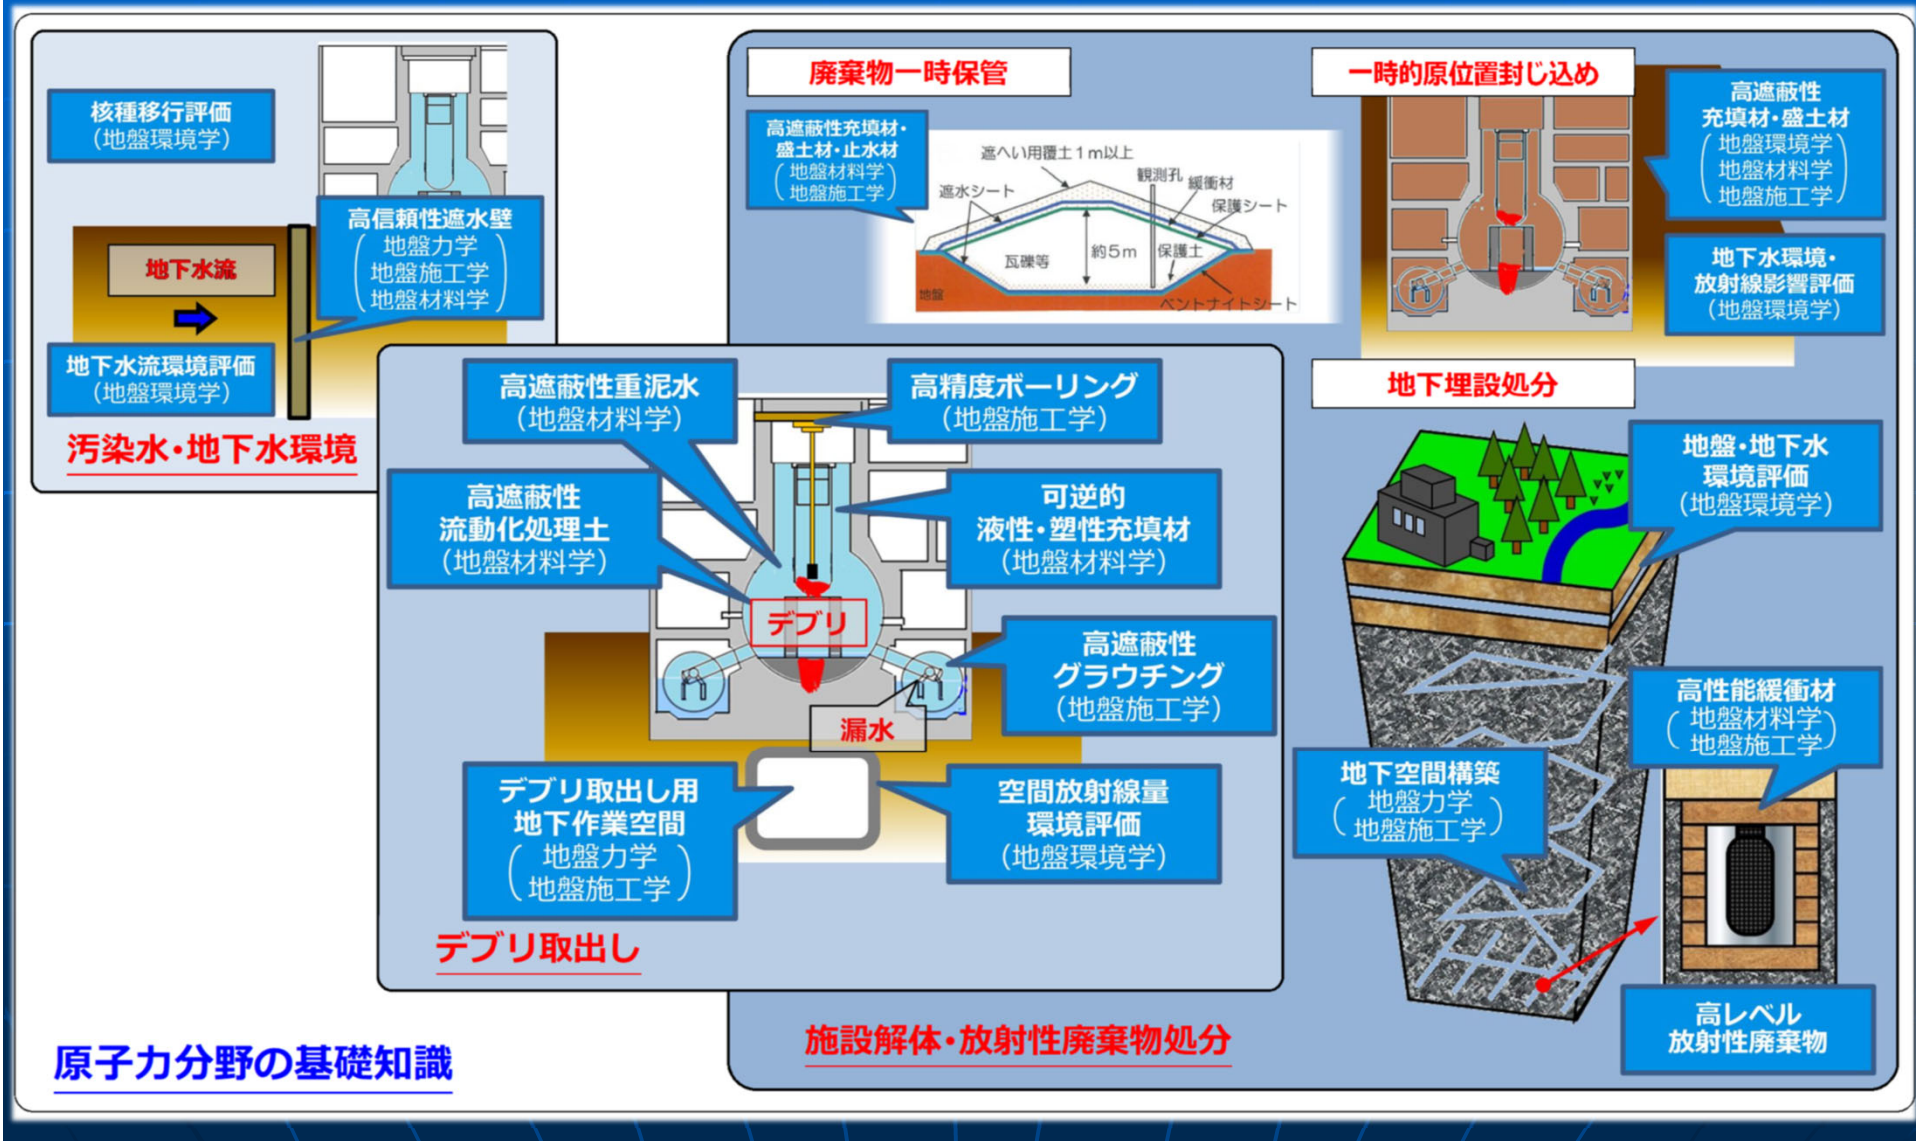 核種移行評価
(地盤環境学)
高信頼性遮水壁
地盤力学
地盤施工学
地盤材料学
地下水流
地下水流環境評価
(地盤環境学)
汚染水・地下水環境
廃棄物一時保管
高遮蔽性充填材・
盛土材・止水材
地盤材料学
地盤施工学
遮へい用覆土1m以上
遮水シート
観測孔
緩衝材
保護シート
瓦礫等
約5m
保護土
地盤
ベントナイトシート
一時的原位置封じ込め
高遮蔽性
充填材・盛土材
地盤環境学
地盤材料学
地盤施工学
地下水環境・
放射線影響評価
(地盤環境学)
高遮蔽性重泥水
(地盤材料学)
高精度ボーリング
(地盤施工学)
高遮蔽性
流動化処理土
(地盤材料学)
可逆的
液性・塑性充填材
(地盤材料学)
デブリ
高遮蔽性
グラウチング
(地盤施工学)
漏水
デブリ取出し用
地下作業空間
地盤力学
地盤施工学
空間放射線量
環境評価
(地盤環境学)
デブリ取出し
地下埋設処分
地盤・地下水
環境評価
(地盤環境学)
高性能緩衝材
地盤材料学
地盤施工学
地下空間構築
地盤力学
地盤施工学
高レベル
放射性廃棄物
施設解体・放射性廃棄物処分
原子力分野の基礎知識